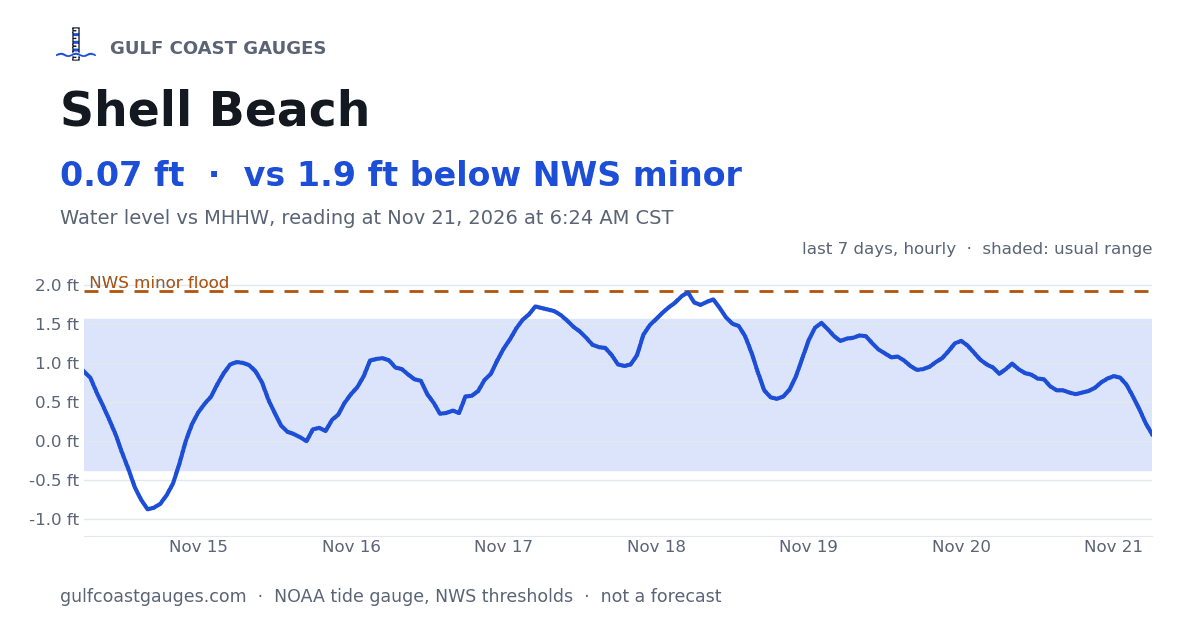 GULF COAST GAUGES
Shell Beach
0.07 ft · vs 1.9 ft below NWS minor
Water level vs MHHW, reading at Nov 21, 2026 at 6:24 AM CST
last 7 days, hourly · shaded: usual range
NWS minor flood
2.0 ft
1.5 ft
1.0 ft
0.5 ft
0.0 ft
-0.5 ft
-1.0 ft
Nov 15 Nov 16 Nov 17 Nov 18 Nov 19 Nov 20 Nov 21
gulfcoastgauges.com · NOAA tide gauge, NWS thresholds · not a forecast